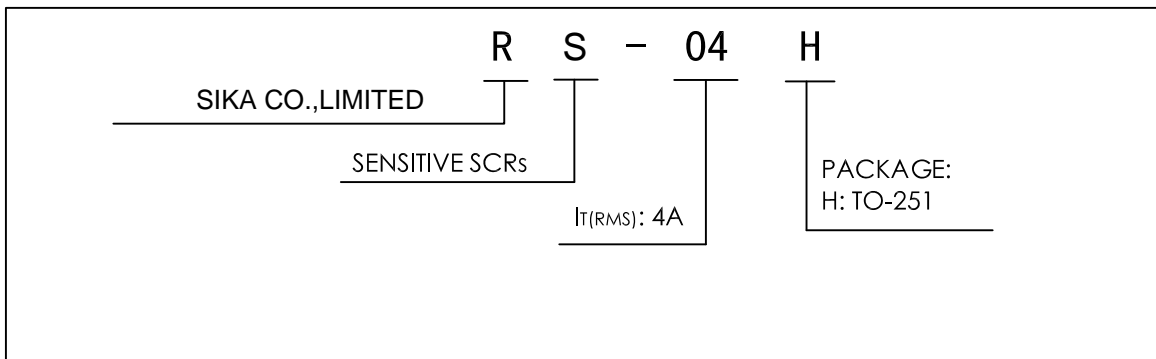 R S - 04 H
SIKA CO.,LIMITED
SENSITIVE SCRs
IT(RMS): 4A
PACKAGE:
H: TO-251